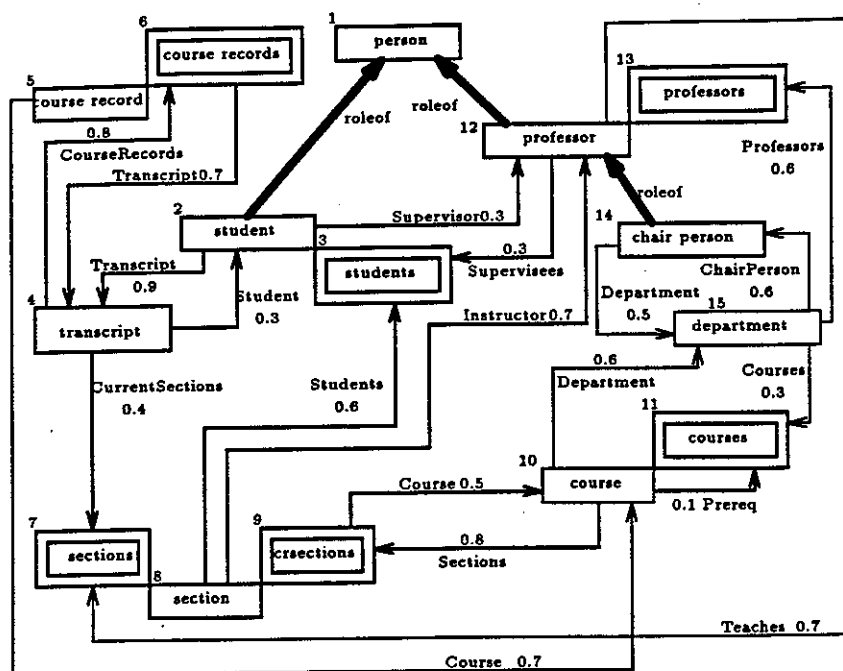 1
person
6
course records
5
course record
13
professors
roleof
roleof
12
professor
0.8
CourseRecords
Transcript 0.7
Professors
0.6
roleof
2
student
Supervisor 0.3
14
chair person
3
students
0.3
Supervisees
Transcript
0.9
Student
0.3
ChairPerson
0.6
Department
0.5
15
department
4
transcript
Instructor 0.7
CurrentSections
0.4
Students
0.6
0.6
Department
Courses
0.3
11
courses
10
course
Course 0.5
0.1 Prereq
7
sections
9
crsections
8
section
0.8
Sections
Teaches 0.7
Course 0.7